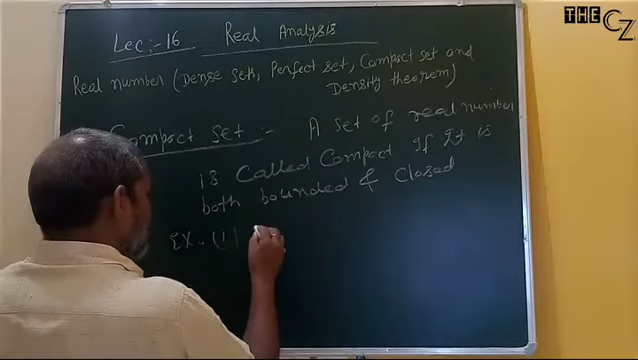 THE CZ
Lec:-16 Real Analysis
Real number (Dense sets, Perfect set, Compact set and
Density theorem)
Compact set :- A set of real number
is called Compact if It is
both bounded & closed
Ex. (1)